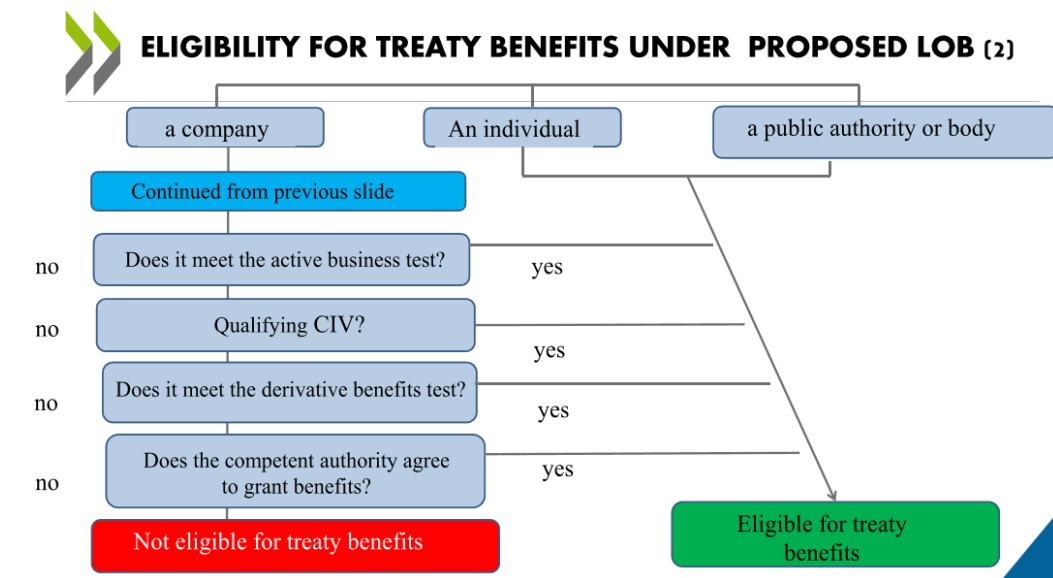 ELIGIBILITY FOR TREATY BENEFITS UNDER PROPOSED LOB (2)
a company
An individual
a public authority or body
Continued from previous slide
no
Does it meet the active business test?
yes
no
Qualifying CIV?
yes
no
Does it meet the derivative benefits test?
yes
no
Does the competent authority agree
to grant benefits?
yes
Not eligible for treaty benefits
Eligible for treaty
benefits